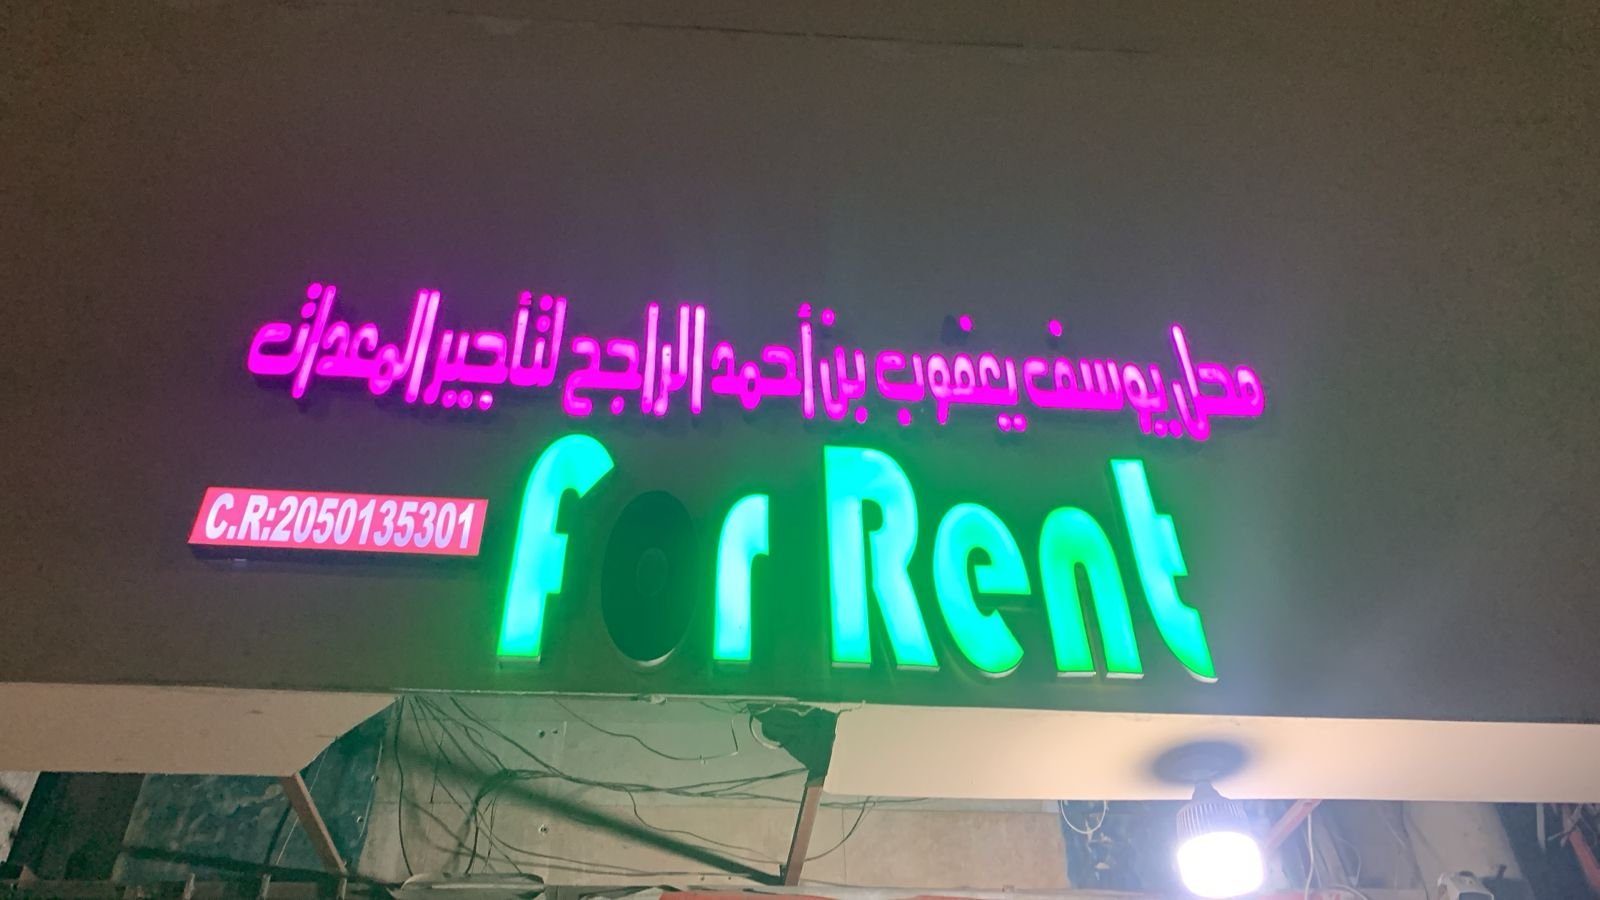 محل يوسف يعقوب بن أحمد الراجح لتأجير المعدات
C.R:2050135301
For Rent